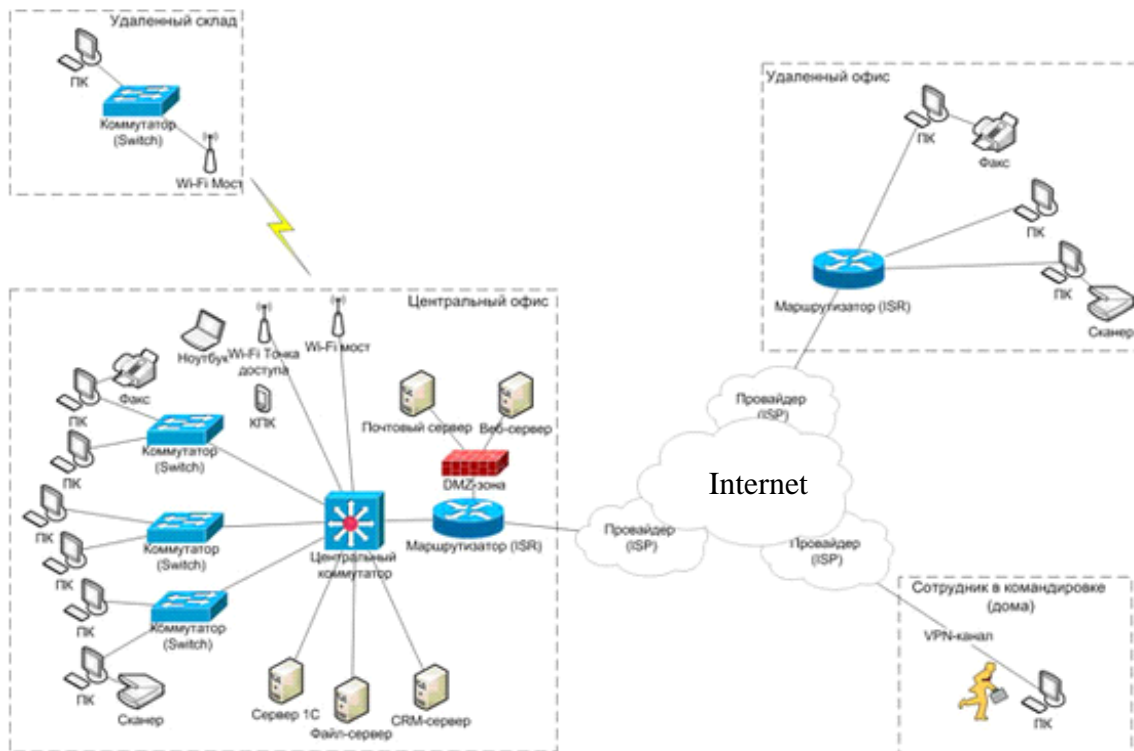 Удаленный склад
ПК
Коммутатор
(Switch)
Wi-Fi Мост
Удаленный офис
ПК
Факс
ПК
ПК
Сканер
Маршрутизатор (ISR)
Центральный офис
Ноутбук
Wi-Fi Точка
доступа
Wi-Fi мост
КПК
Факс
ПК
Коммутатор
(Switch)
ПК
Почтовый сервер
Веб-сервер
DMZ-зона
Маршрутизатор (ISR)
ПК
Коммутатор
(Switch)
ПК
Центральный
коммутатор
ПК
Коммутатор
(Switch)
ПК
Сканер
Сервер 1С
Файл-сервер
CRM-сервер
Провайдер
(ISP)
Internet
Провайдер
(ISP)
Провайдер
(ISP)
Сотрудник в командировке
(дома)
VPN-канал
ПК